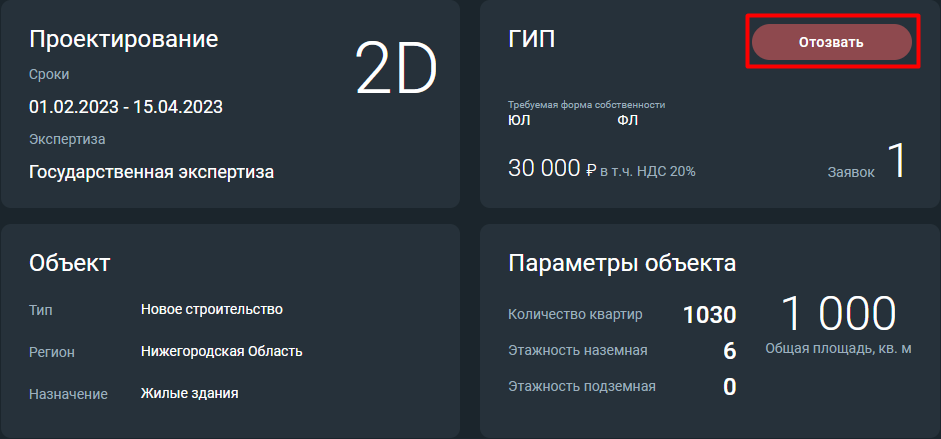 Проектирование
2D
Сроки
01.02.2023 - 15.04.2023
Экспертиза
Государственная экспертиза
ГИП
Отозвать
Требуемая форма собственности
ЮЛ ФЛ
30 000 ₽ в т.ч. НДС 20%
Заявок 1
Объект
Тип Новое строительство
Регион Нижегородская Область
Назначение Жилые здания
Параметры объекта
Количество квартир 1030
Этажность наземная 6
Этажность подземная 0
1 000
Общая площадь, кв. м